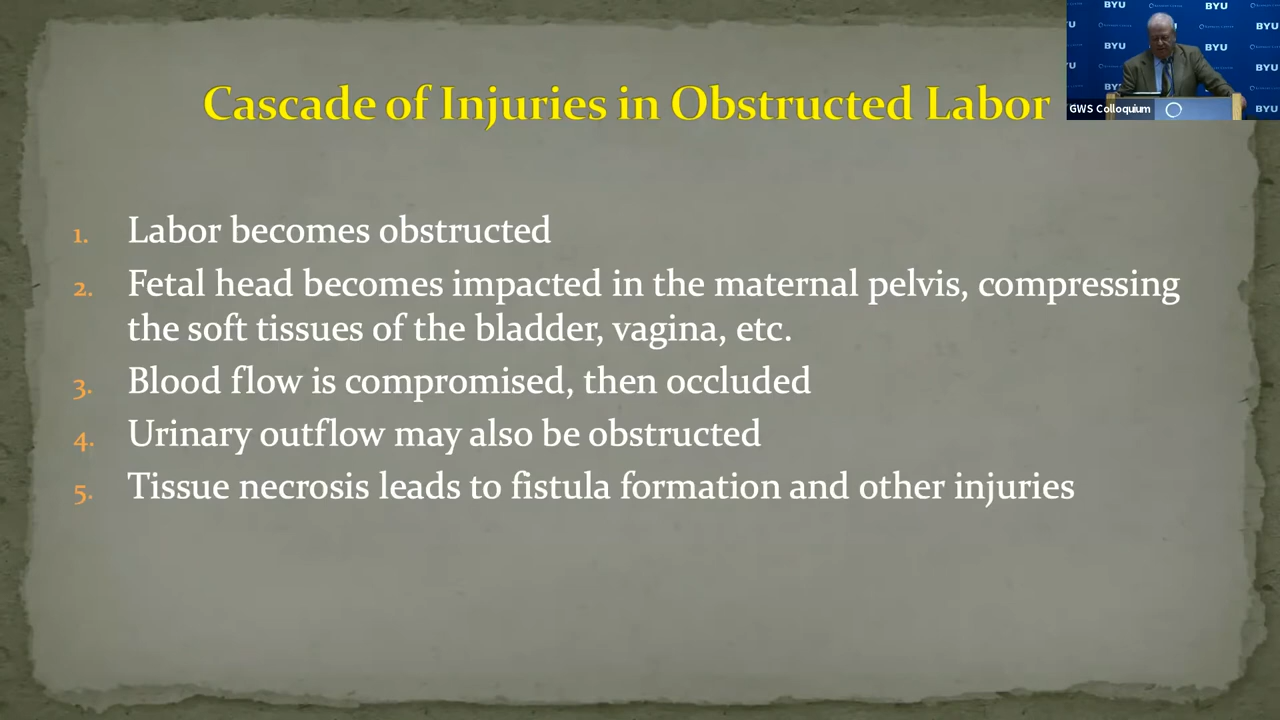 BYU
BYU
BYU
BYU
BYU
BYU
BYU
GWS Colloquium
Cascade of Injuries in Obstructed Labor
1. Labor becomes obstructed
2. Fetal head becomes impacted in the maternal pelvis, compressing
the soft tissues of the bladder, vagina, etc.
3. Blood flow is compromised, then occluded
4. Urinary outflow may also be obstructed
5. Tissue necrosis leads to fistula formation and other injuries